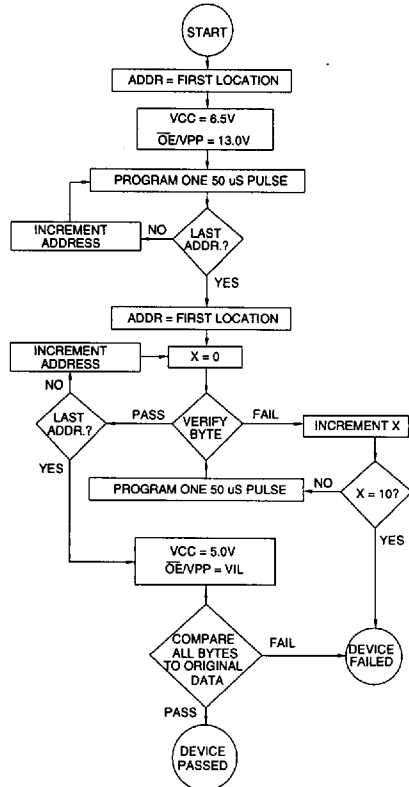 START
ADDR = FIRST LOCATION
VCC = 6.5V
O̅E̅/VPP = 13.0V
PROGRAM ONE 50 uS PULSE
INCREMENT
ADDRESS
NO
LAST
ADDR.?
YES
ADDR = FIRST LOCATION
INCREMENT
ADDRESS
X = 0
NO
PASS
FAIL
LAST
ADDR.?
VERIFY
BYTE
INCREMENT X
YES
PROGRAM ONE 50 uS PULSE
NO
X = 10?
YES
VCC = 5.0V
O̅E̅/VPP = VIL
COMPARE
ALL BYTES
TO ORIGINAL
DATA
FAIL
DEVICE
FAILED
PASS
DEVICE
PASSED